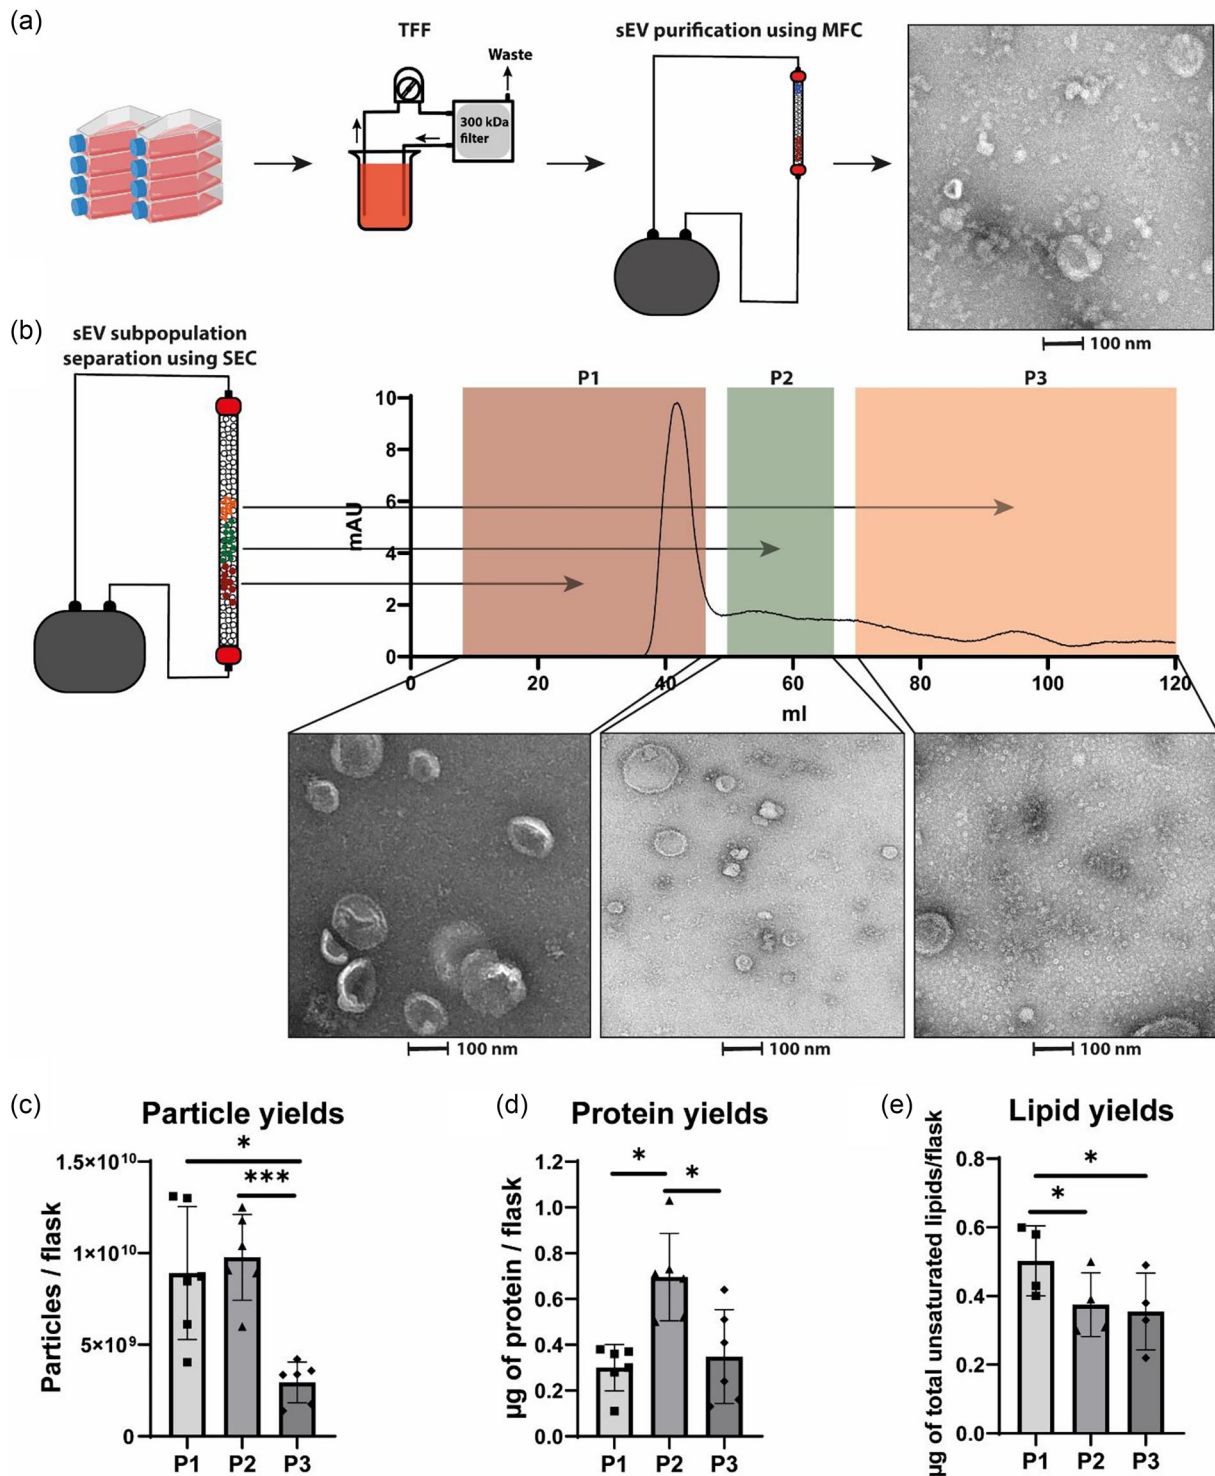 (a)
TFF
Waste
300 kDa
filter
sEV purification using MFC
100 nm
(b)
sEV subpopulation
separation using SEC
P1
P2
P3
mAU
10
8
6
4
2
0
0
20
40
60
80
100
120
ml
100 nm
100 nm
100 nm
(c)
Particle yields
Particles / flask
1.5×10¹⁰
1×10¹⁰
5×10⁹
0
*
***
P1
P2
P3
(d)
Protein yields
µg of protein / flask
1.2
1.0
0.8
0.6
0.4
0.2
0.0
*
*
P1
P2
P3
(e)
Lipid yields
µg of total unsaturated lipids/flask
0.8
0.6
0.4
0.2
0.0
*
*
P1
P2
P3